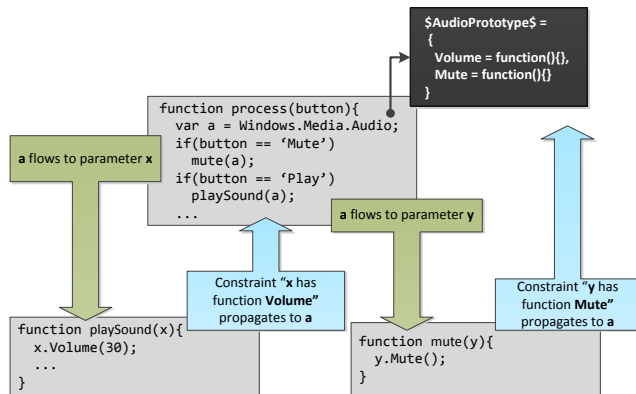 $AudioPrototype$ =
{
Volume = function(){},
Mute = function(){}
}
function process(button){
var a = Windows.Media.Audio;
if(button == ‘Mute’)
mute(a);
if(button == ‘Play’)
playSound(a);
...
a flows to parameter x
a flows to parameter y
Constraint “x has
function Volume”
propagates to a
Constraint “y has
function Mute”
propagates to a
function playSound(x){
x.Volume(30);
...
}
function mute(y){
y.Mute();
}